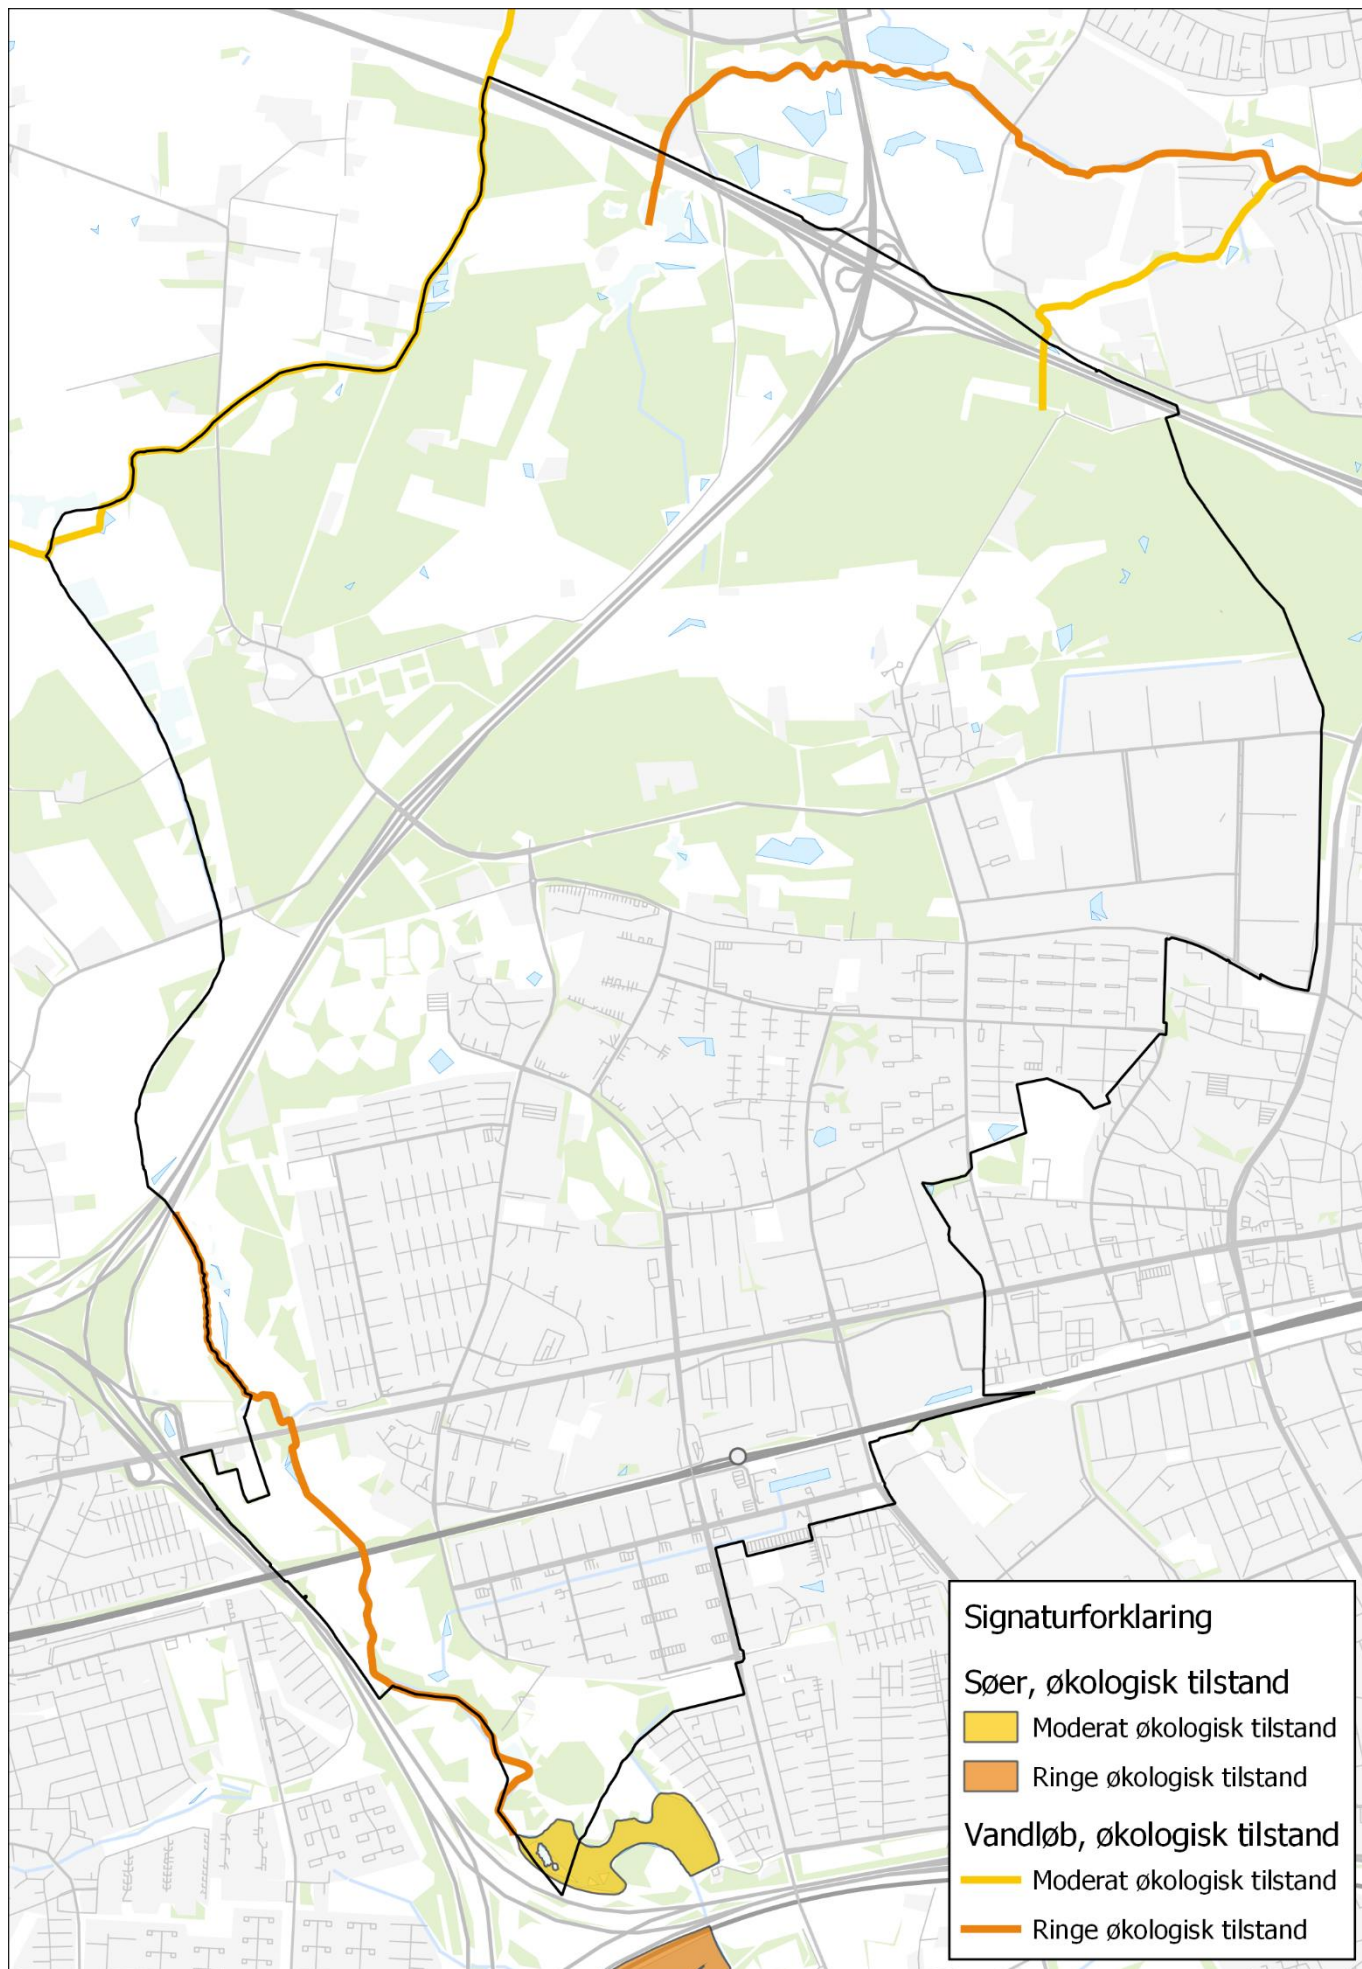 Signaturforklaring
Søer, økologisk tilstand
Moderat økologisk tilstand
Ringe økologisk tilstand
Vandløb, økologisk tilstand
Moderat økologisk tilstand
Ringe økologisk tilstand